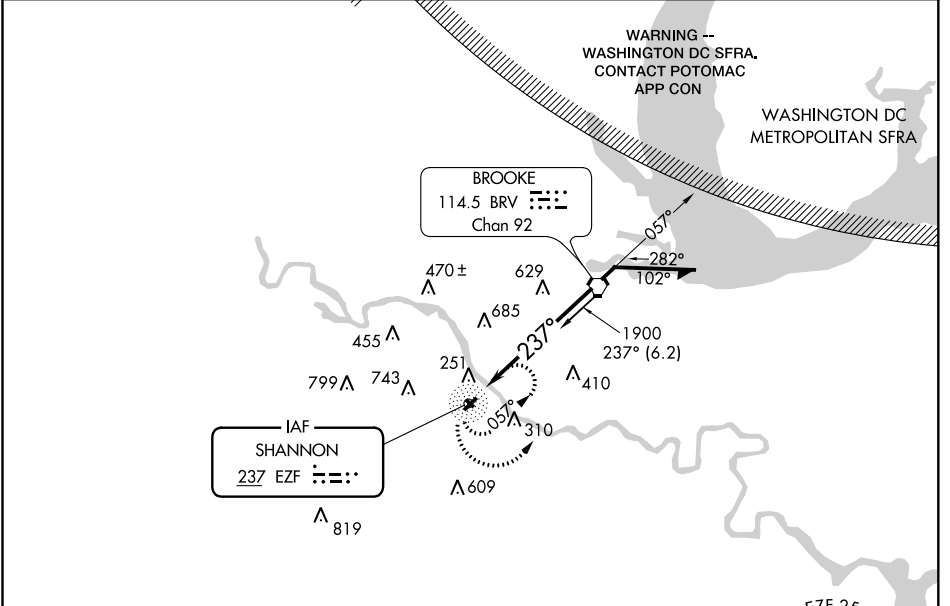 WARNING --
WASHINGTON DC SFRA.
CONTACT POTOMAC
APP CON
WASHINGTON DC
METROPOLITAN SFRA
BROOKE
114.5 BRV
Chan 92
057°
282°
102°
470 ±
629
685
237°
1900
237° (6.2)
455
251
799
743
410
057°
310
IAF
SHANNON
237 EZF
609
819